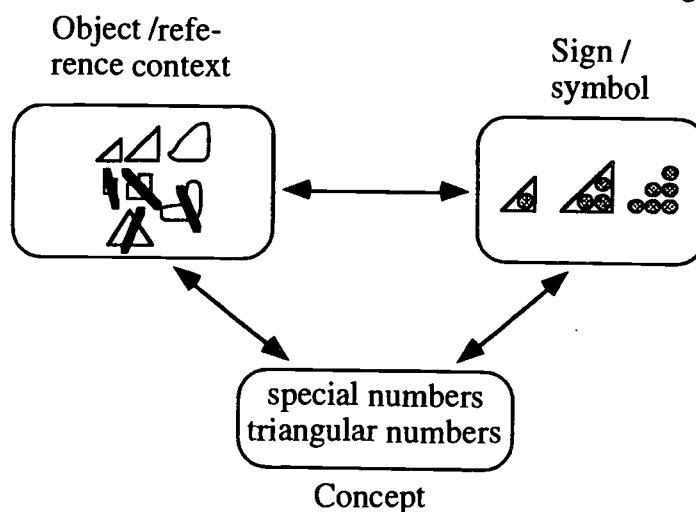 Object /refe-
rence context
Sign /
symbol
special numbers
triangular numbers
Concept